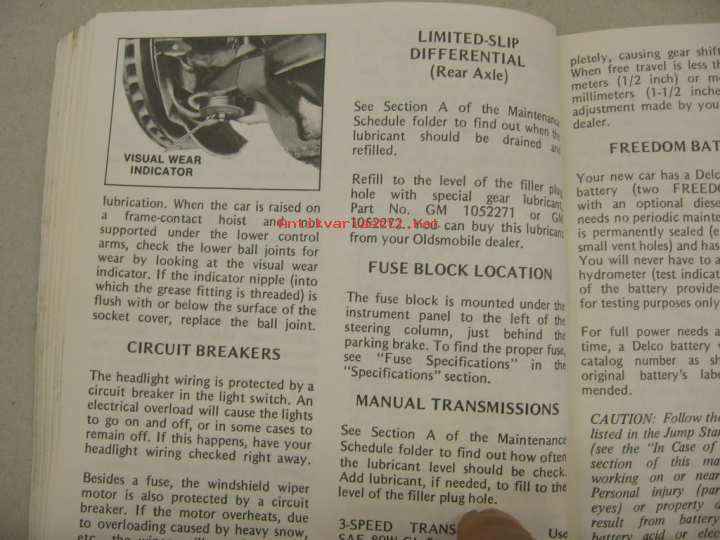 VISUAL WEAR
INDICATOR
lubrication. When the car is raised on
a frame-contact hoist and not
supported under the lower control
arms, check the lower ball joints for
wear by looking at the visual wear
indicator. If the indicator nipple (into
which the grease fitting is threaded) is
flush with or below the surface of the
socket cover, replace the ball joint.
CIRCUIT BREAKERS
The headlight wiring is protected by a
circuit breaker in the light switch. An
electrical overload will cause the lights
to go on and off, or in some cases to
remain off. If this happens, have your
headlight wiring checked right away.
Besides a fuse, the windshield wiper
motor is also protected by a circuit
breaker. If the motor overheats, due
to overloading caused by heavy snow,
etc., the
LIMITED-SLIP
DIFFERENTIAL
(Rear Axle)
See Section A of the Maintenance
Schedule folder to find out when the
lubricant should be drained and
refilled.
Refill to the level of the filler plug
hole with special gear lubricant,
Part No. GM 1052271 or GM
1052272. You can buy this lubricant
from your Oldsmobile dealer.
FUSE BLOCK LOCATION
The fuse block is mounted under the
instrument panel to the left of the
steering column, just behind the
parking brake. To find the proper fuse,
see "Fuse Specifications" in the
"Specifications" section.
MANUAL TRANSMISSIONS
See Section A of the Maintenance
Schedule folder to find out how often
the lubricant level should be check.
Add lubricant, if needed, to fill to the
level of the filler plug hole.
3-SPEED TRANS Use
SAE 80W
pletely, causing gear shift
When free travel is less th
meters (1/2 inch) or mo
millimeters (1-1/2 inche
adjustment made by you
dealer.
FREEDOM BAT
Your new car has a Delco
battery (two FREEDO
with an optional diese
needs no periodic mainte
is permanently sealed (e
small vent holes) and has
You will never have to a
hydrometer (test indicat
of the battery provide
for testing purposes only
For full power needs a
time, a Delco battery w
catalog number as sh
original battery's labe
mended.
CAUTION: Follow the
listed in the Jump Star
(see the "In Case of
section of this ma
working on or near
Personal injury (par
eyes) or property d
result from battery
battery acid or elec